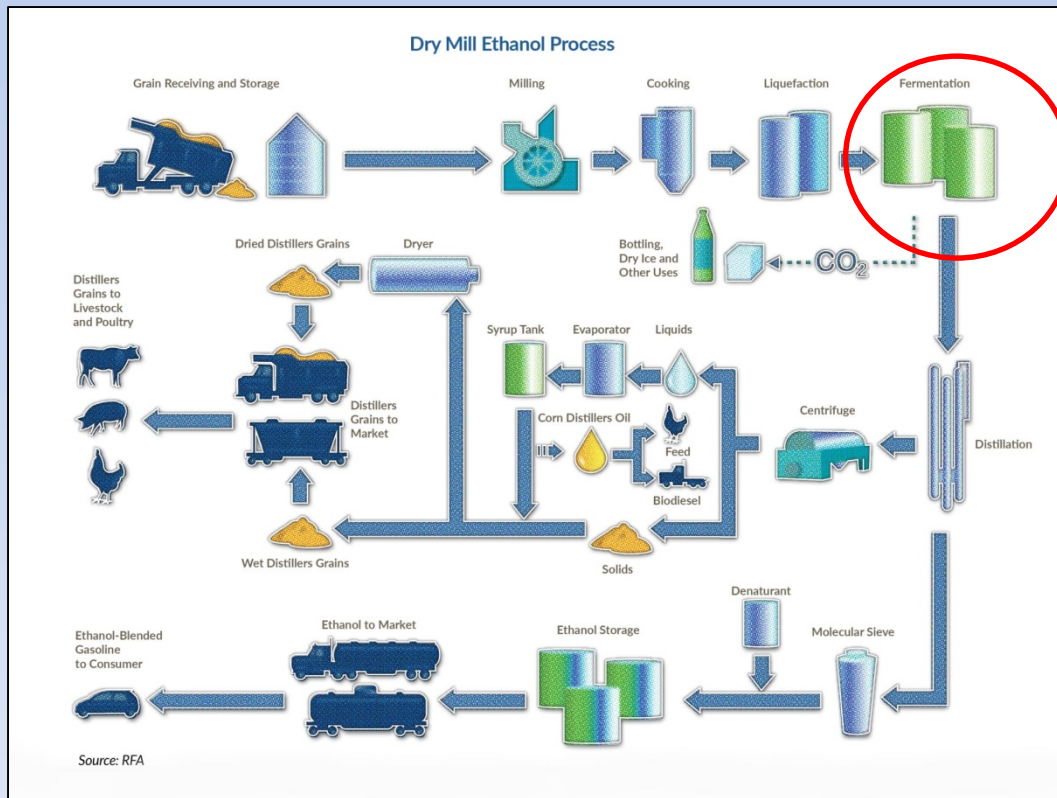 Dry Mill Ethanol Process
Grain Receiving and Storage
Milling
Cooking
Liquefaction
Fermentation
Bottling,
Dry Ice and
Other Uses
CO2
Dried Distillers Grains
Dryer
Distillers
Grains to
Livestock
and Poultry
Syrup Tank
Evaporator
Liquids
Distillers
Grains to
Market
Corn Distillers Oil
Feed
Biodiesel
Centrifuge
Distillation
Wet Distillers Grains
Solids
Denaturant
Ethanol-Blended
Gasoline
to Consumer
Ethanol to Market
Ethanol Storage
Molecular Sieve
Source: RFA